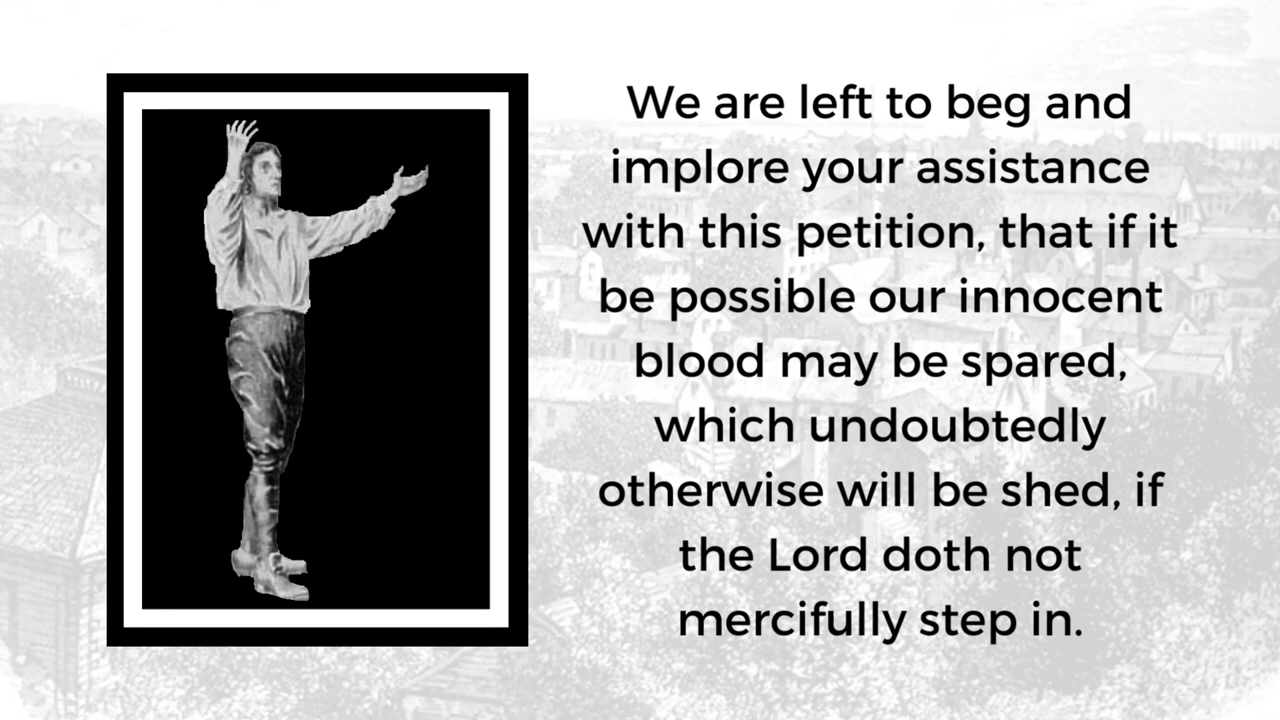 We are left to beg and
implore your assistance
with this petition, that if it
be possible our innocent
blood may be spared,
which undoubtedly
otherwise will be shed, if
the Lord doth not
mercifully step in.